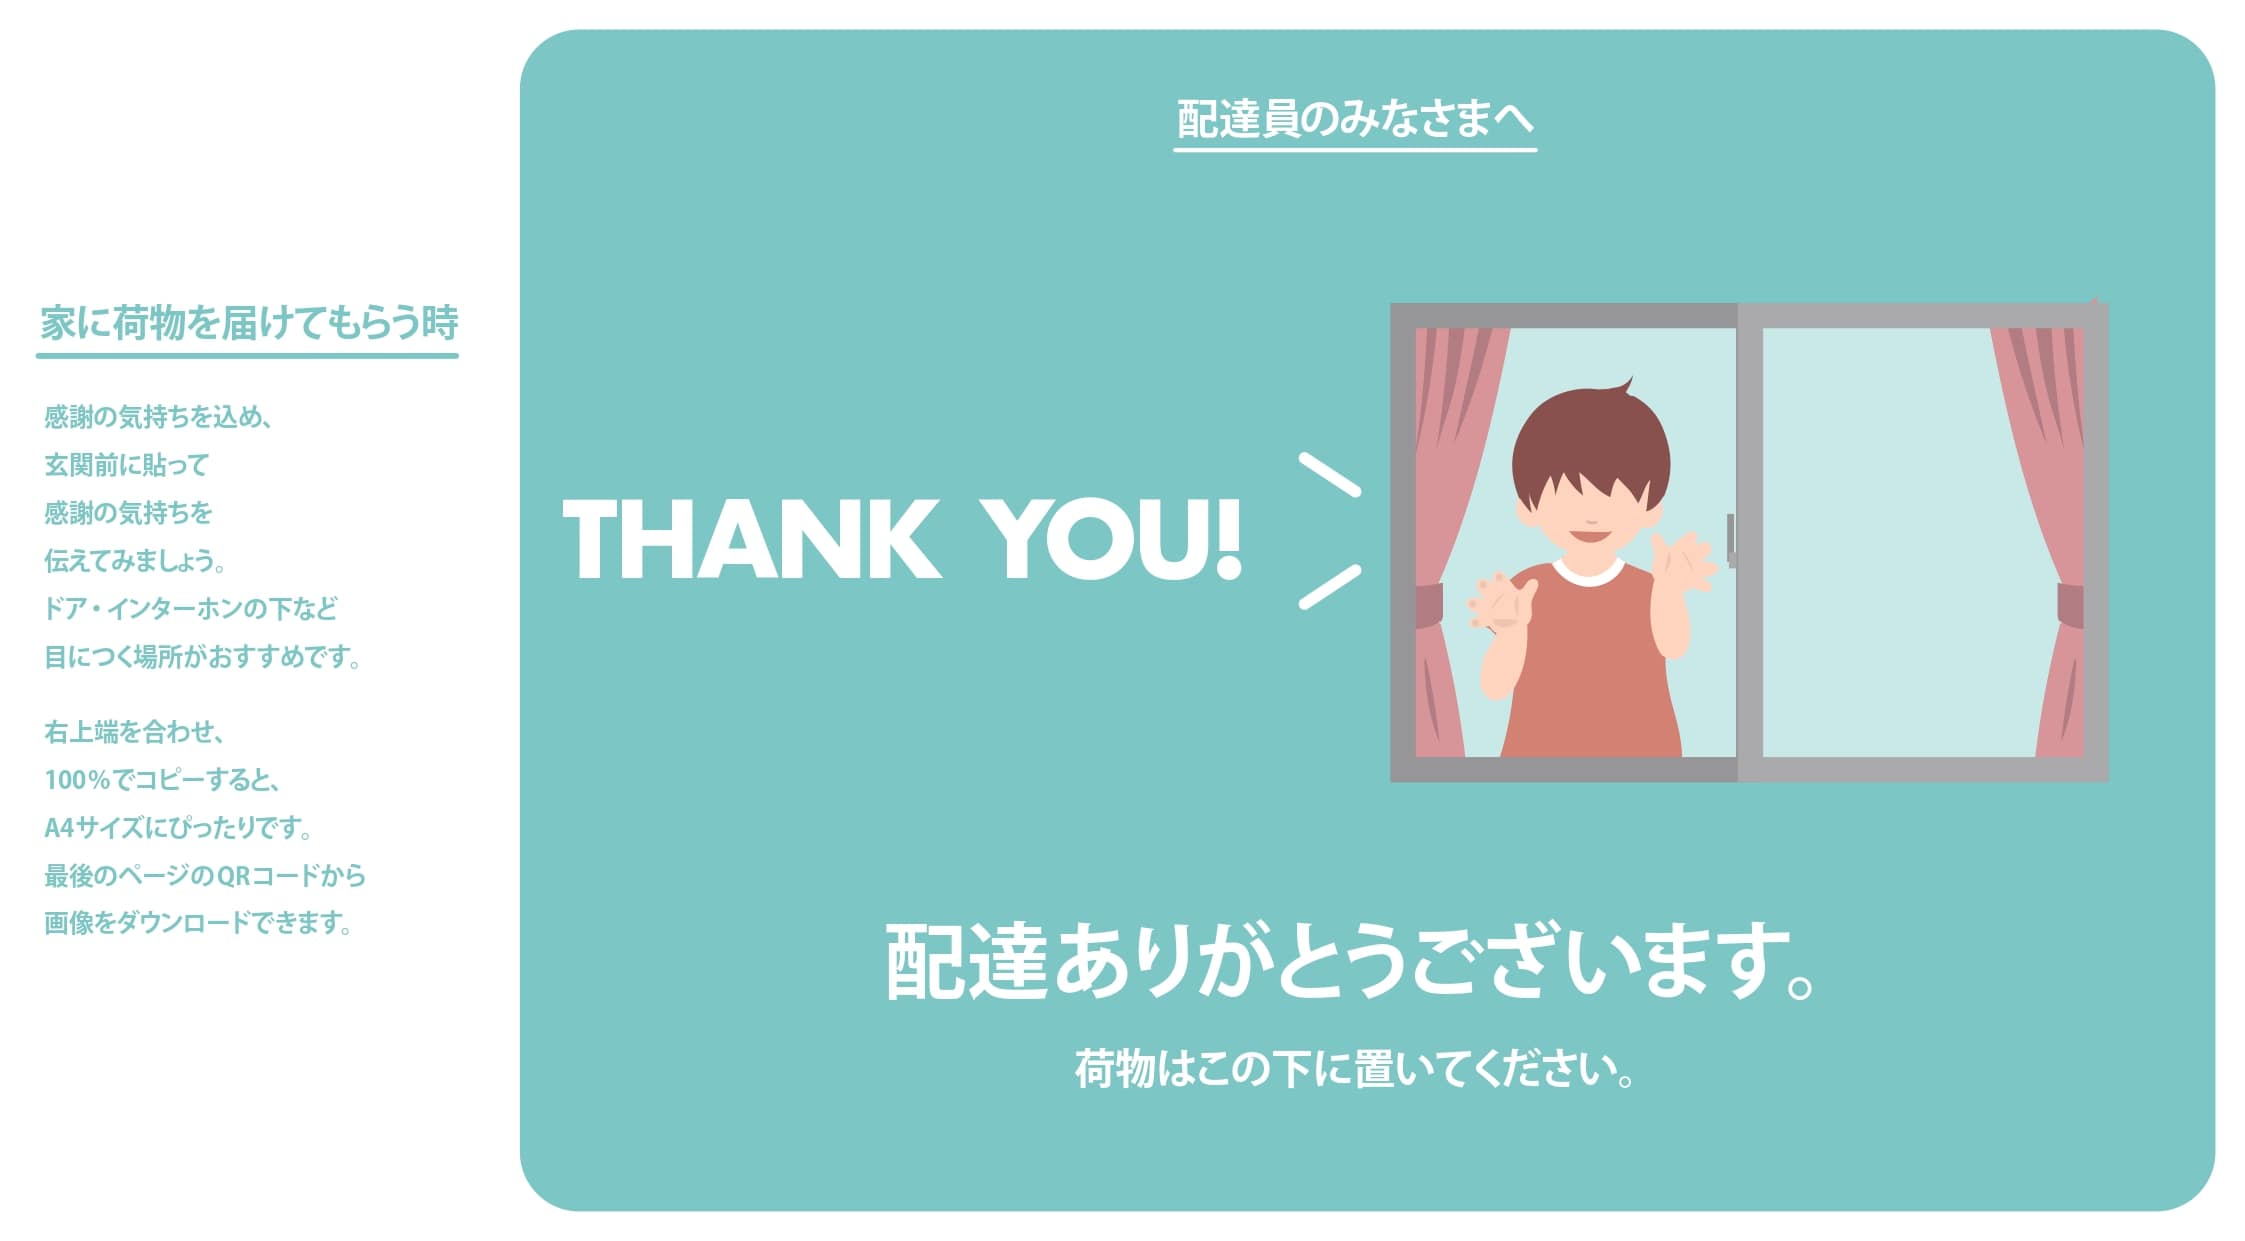 家に荷物を届けてもらう時
感謝の気持ちを込め、
玄関前に貼って
感謝の気持ちを
伝えてみましょう。
ドア・インターホンの下など
目につく場所がおすすめです。
右上端を合わせ、
100%でコピーすると、
A4サイズにぴったりです。
最後のページのQRコードから
画像をダウンロードできます。
配達員のみなさまへ
THANK YOU!
配達ありがとうございます。
荷物はこの下に置いてください。